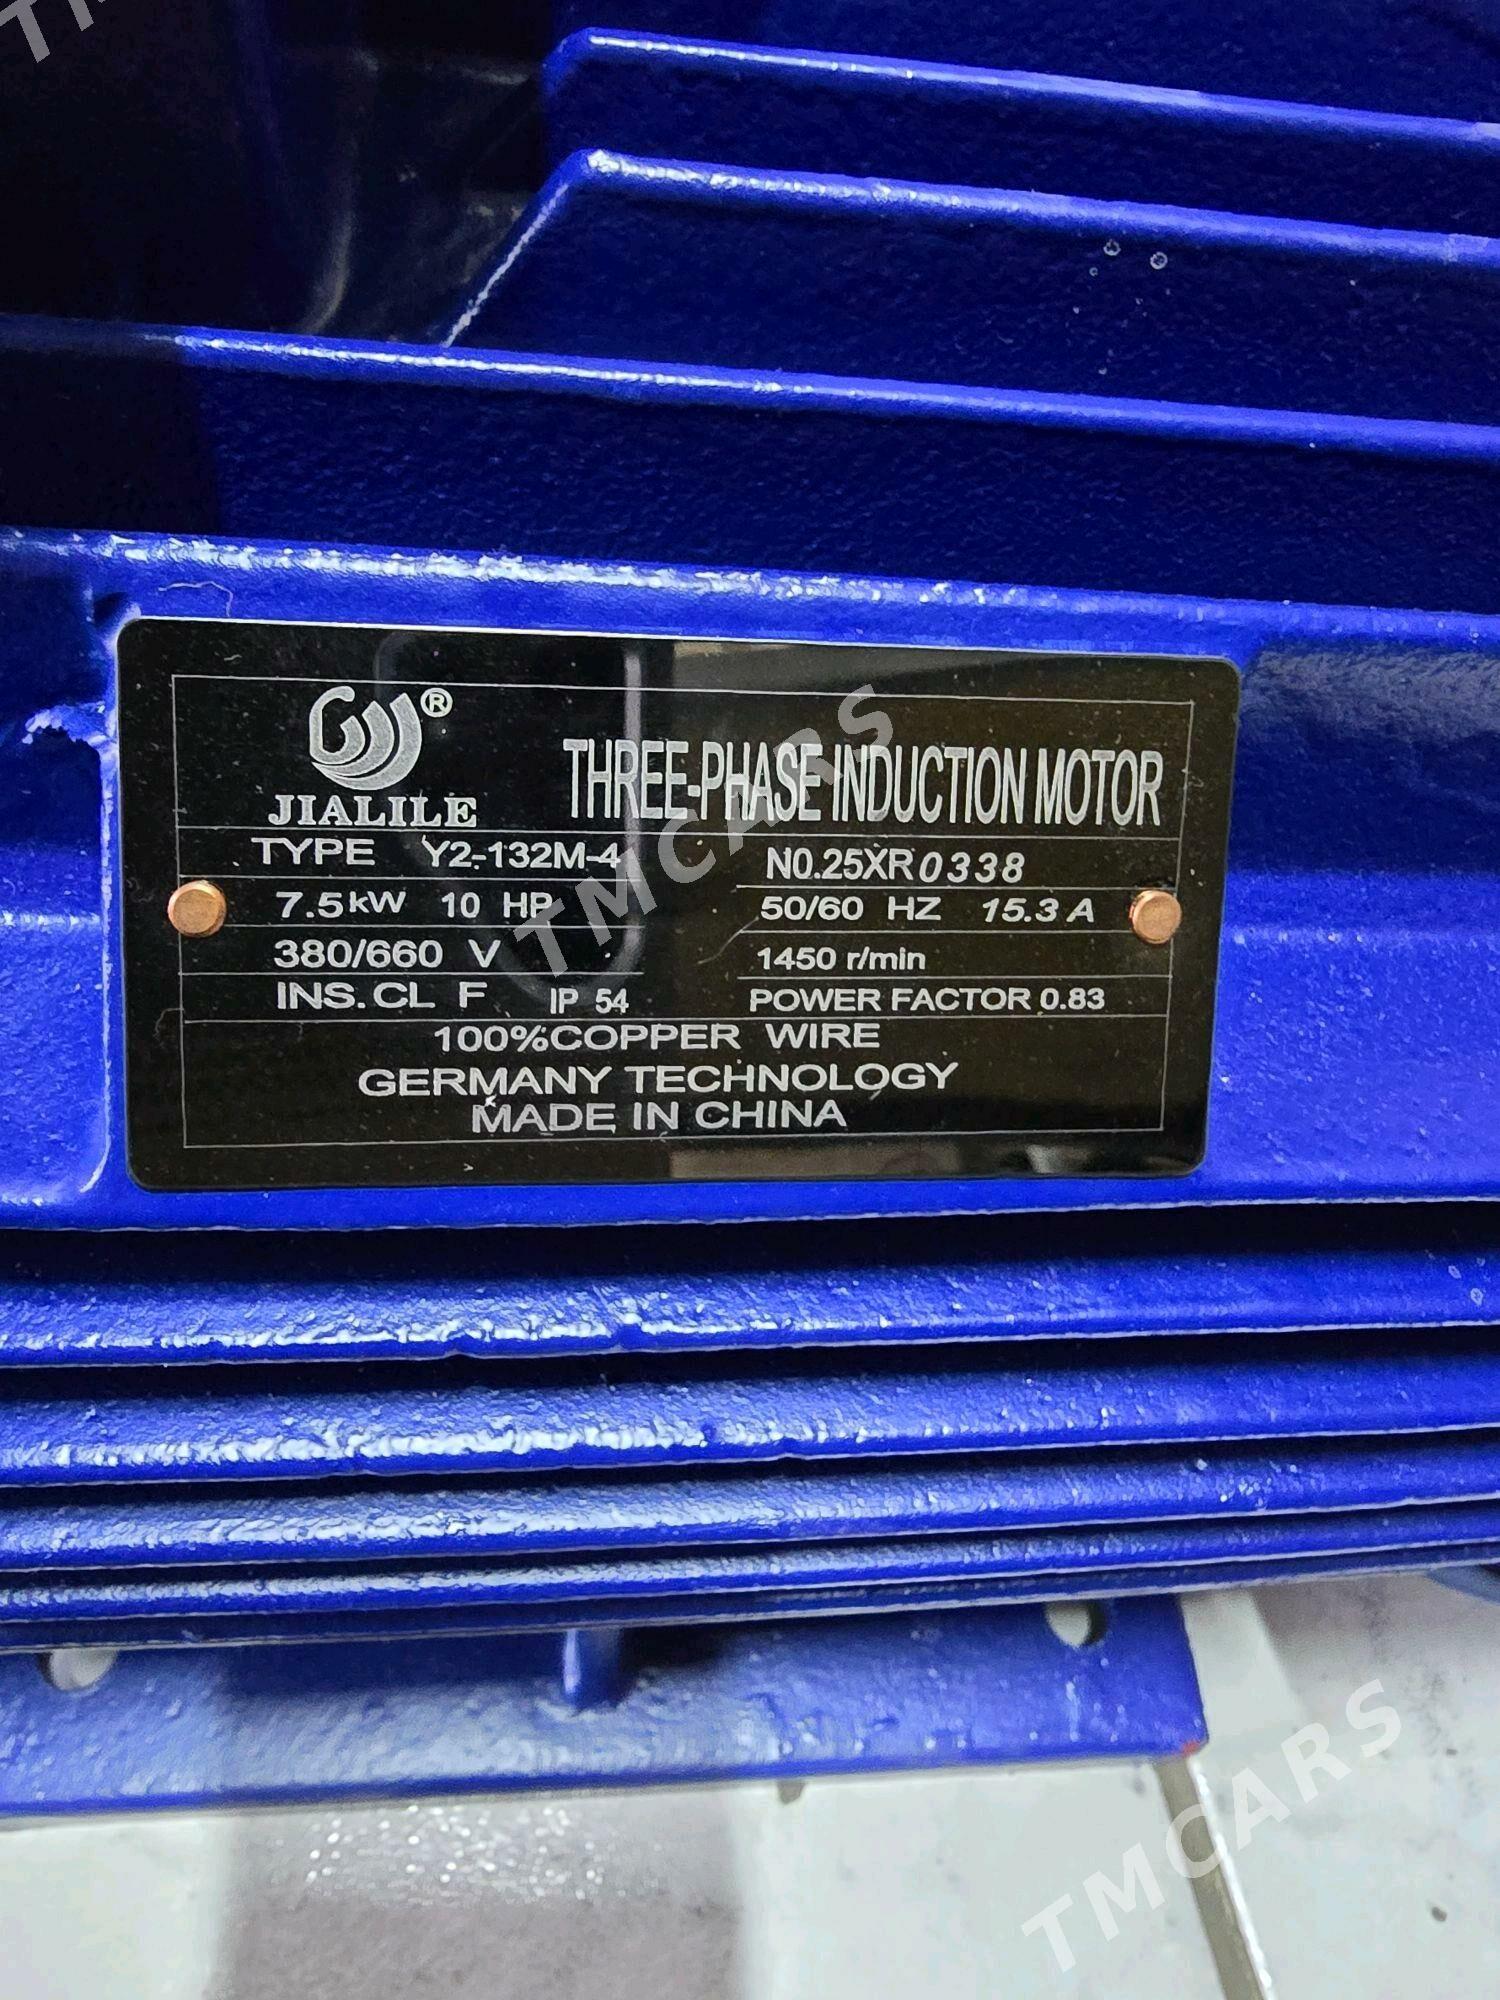 ®
JIALILE
THREE-PHASE INDUCTION MOTOR
TYPE Y2-132M-4 NO.25XR0338
7.5kW 10 HP 50/60 HZ 15.3 A
380/660 V 1450 r/min
INS. CL F IP 54 POWER FACTOR 0.83
100%COPPER WIRE
GERMANY TECHNOLOGY
MADE IN CHINA
TMCARS
TMCARS